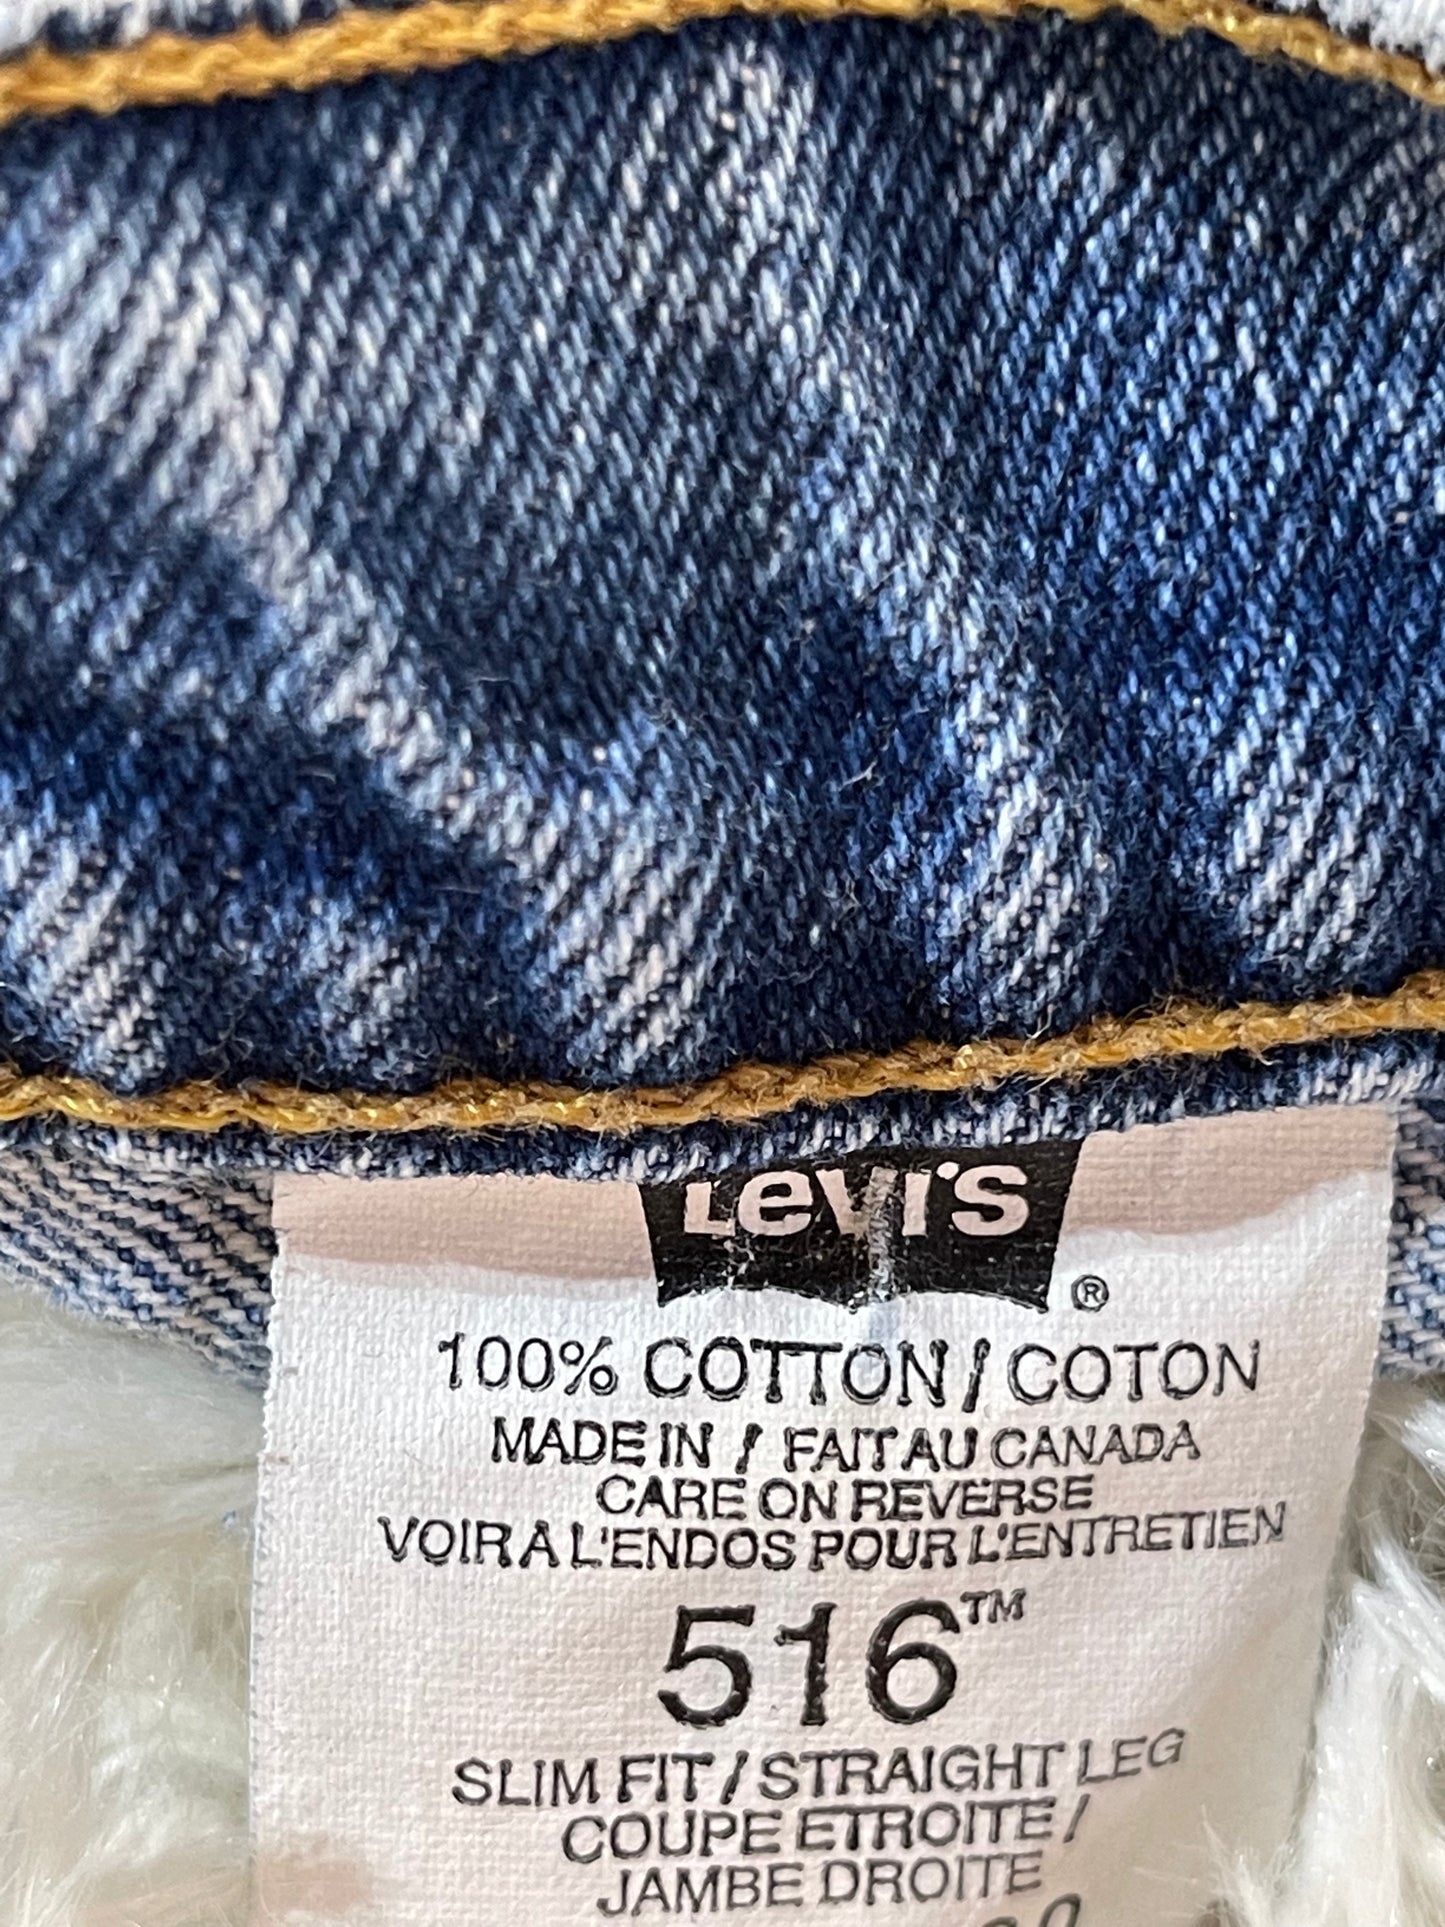 Levi's
®
100% COTTON / COTON
MADE IN / FAIT AU CANADA
CARE ON REVERSE
VOIR A L'ENDOS POUR L'ENTRETIEN
516™
SLIM FIT / STRAIGHT LEG
COUPE ETROITE /
JAMBE DROITE